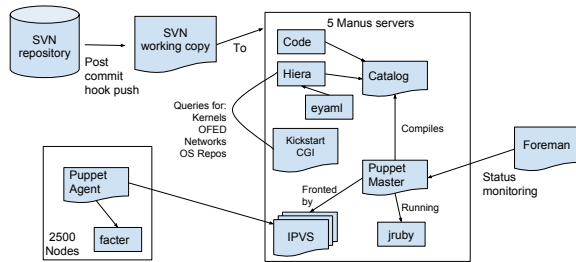 SVN
repository
Post
commit
hook push
SVN
working copy
To
5 Manus servers
Code
Hiera
eyaml
Catalog
Queries for:
Kernels
OFED
Networks
OS Repos
Kickstart
CGI
Compiles
Puppet
Master
Foreman
Status
monitoring
Fronted
by
Running
IPVS
jruby
Puppet
Agent
facter
2500
Nodes